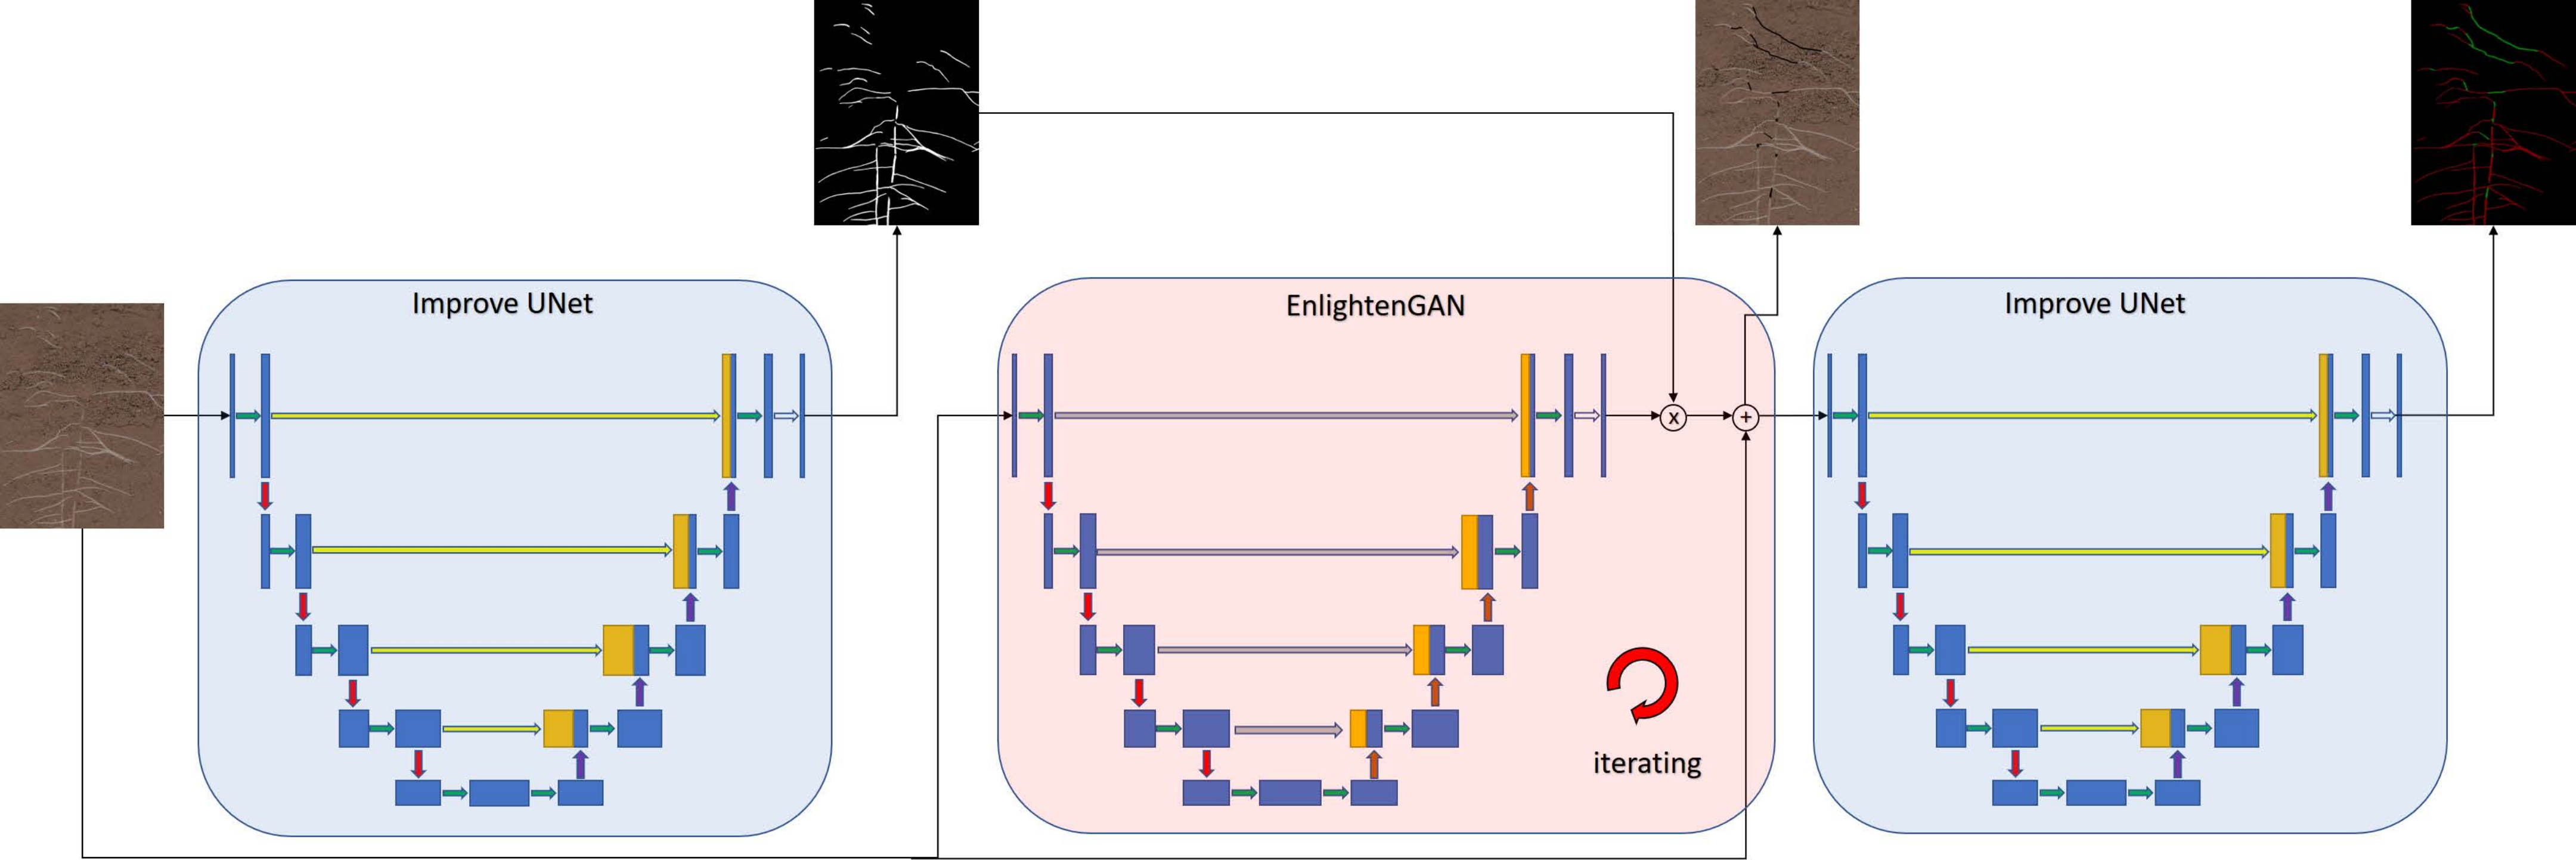 Improve UNet
EnlightenGAN
Improve UNet
x
+
iterating